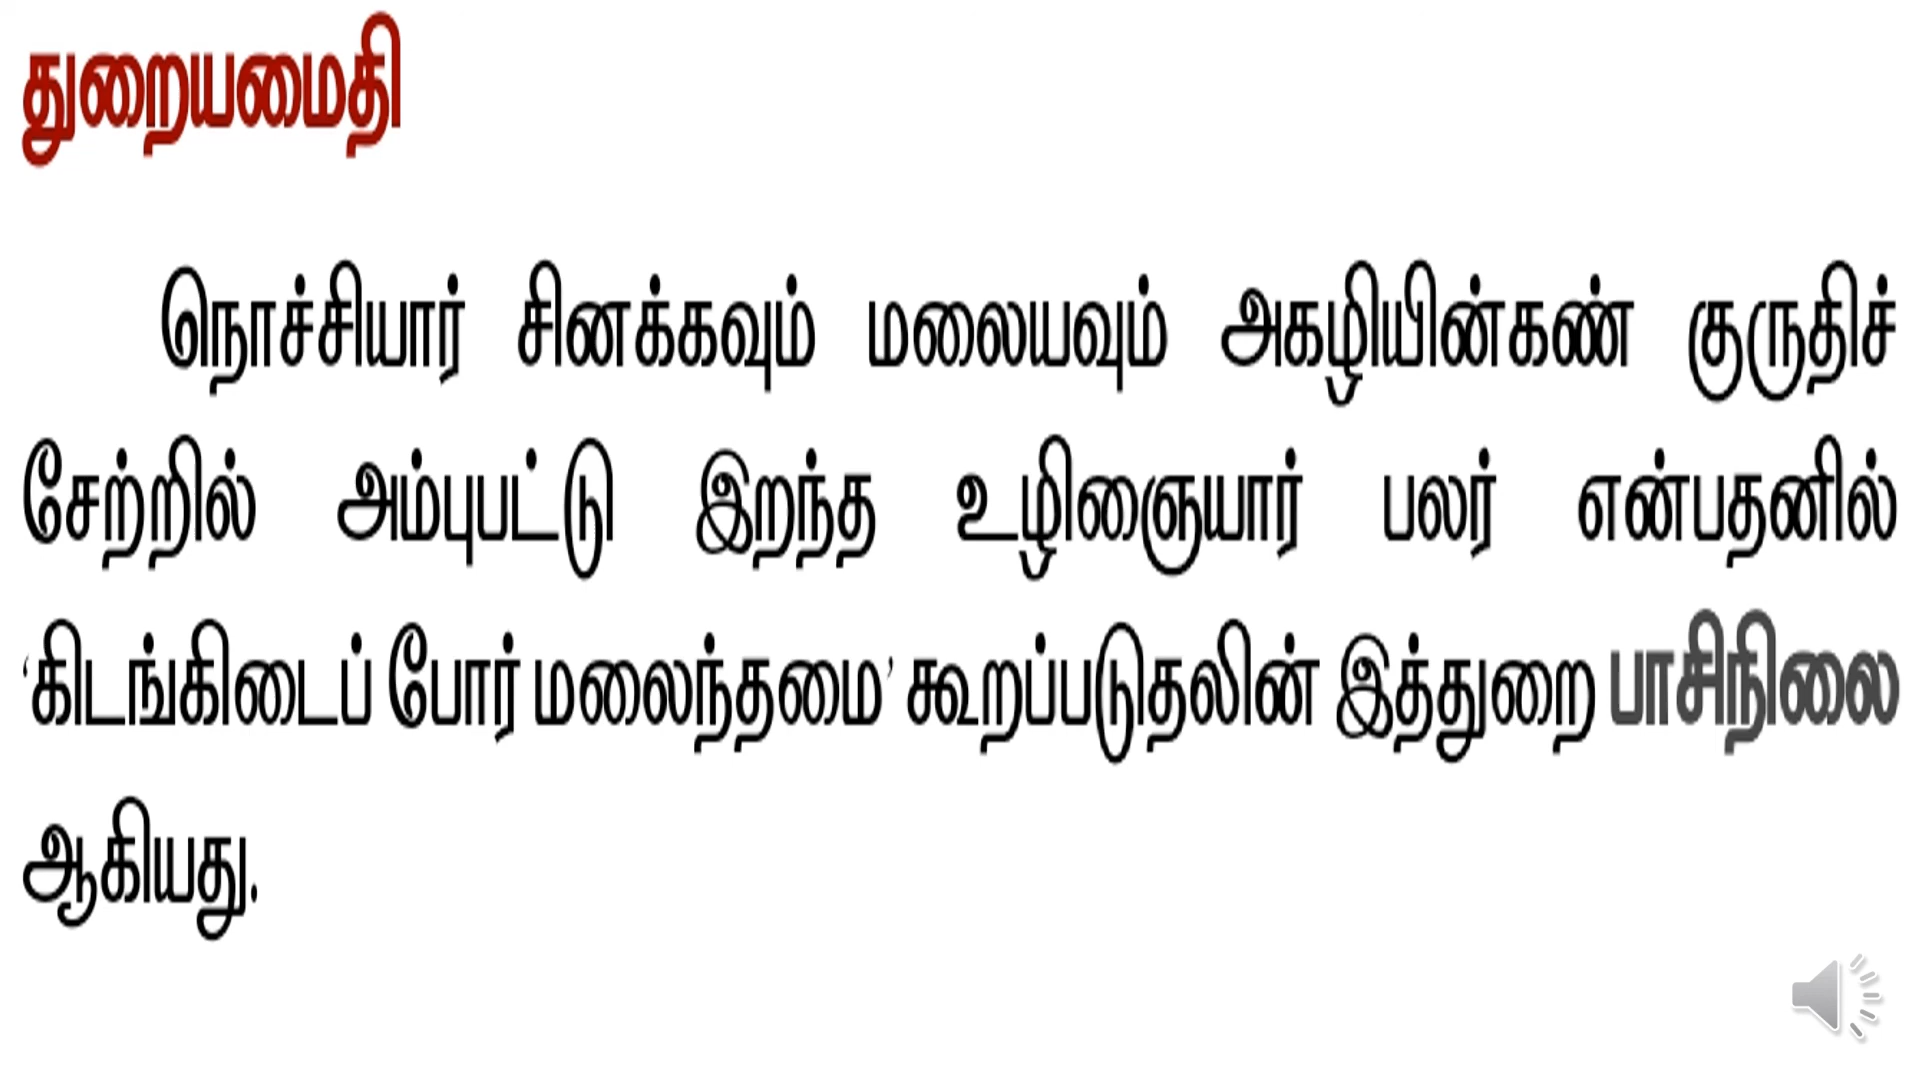 துறையமைதி
நொச்சியார் சினக்கவும் மலையவும் அகழியின்கண் குருதிச்
சேற்றில் அம்புபட்டு இறந்த உழிஞையார் பலர் என்பதனில்
‘கிடங்கிடைப் போர் மலைந்தமை’ கூறப்படுதலின் இத்துறை பாசிநிலை
ஆகியது.